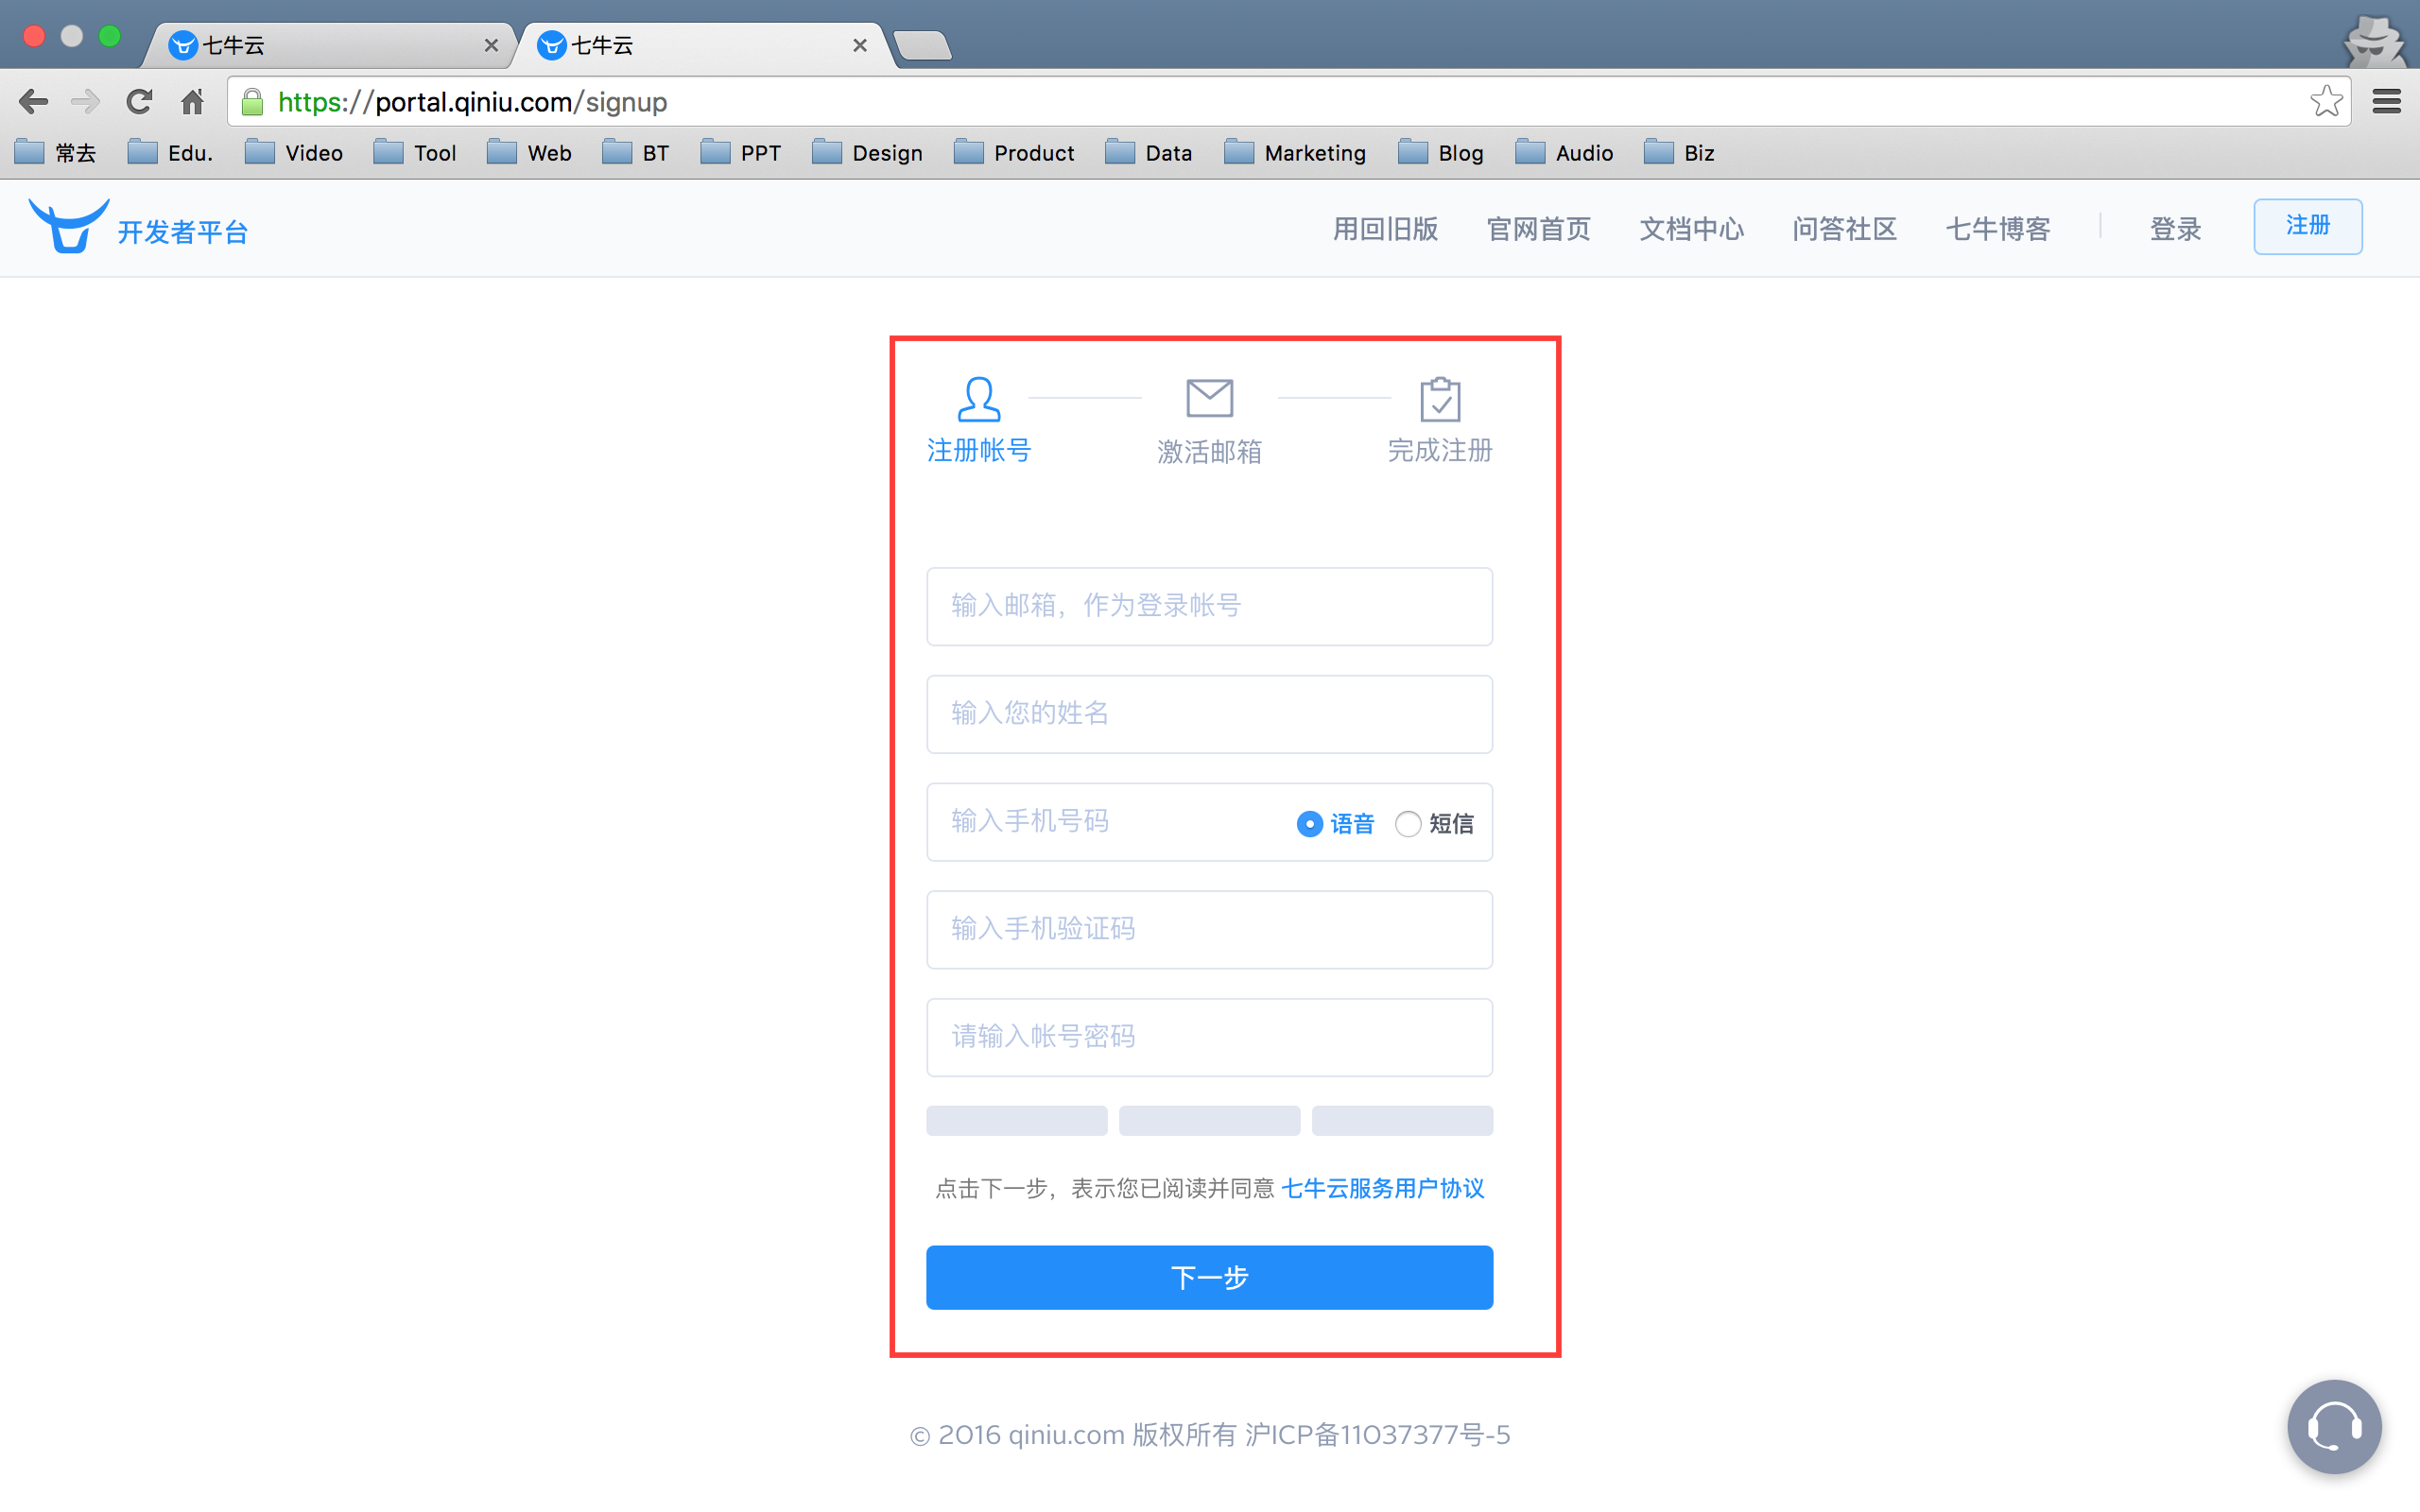 七牛云 七牛云
https://portal.qiniu.com/signup
常去 Edu. Video Tool Web BT PPT Design Product Data Marketing Blog Audio Biz
开发者平台 用回旧版 官网首页 文档中心 问答社区 七牛博客 登录 注册
注册帐号 激活邮箱 完成注册
输入邮箱，作为登录帐号
输入您的姓名
输入手机号码 语音 短信
输入手机验证码
请输入帐号密码
点击下一步，表示您已阅读并同意 七牛云服务用户协议
下一步
© 2016 qiniu.com 版权所有 沪ICP备11037377号-5